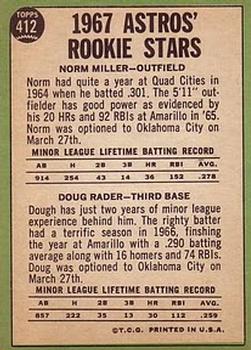 TOPPS
412
1967 ASTROS'
ROOKIE STARS
NORM MILLER—OUTFIELD
Norm had quite a year at Quad Cities in
1964 when he batted .301. The 5'11" out-
fielder has good power as evidenced by
his 20 HRs and 92 RBIs at Amarillo in '65.
Norm was optioned to Oklahoma City on
March 27th.
MINOR LEAGUE LIFETIME BATTING RECORD
AB H 2B 3B HR RBI AVG.
914 254 43 14 36 152 .278
DOUG RADER—THIRD BASE
Dough has just two years of minor league
experience behind him. The righty batter
had a terrific season in 1966, finshing
the year at Amarillo with a .290 batting
average along with 16 homers and 74 RBIs.
Doug was optioned to Oklahoma City on
March 27th.
MINOR LEAGUE LIFETIME BATTING RECORD
AB H 2B 3B HR RBI AVG.
857 222 35 13 30 112 .259
©T.C.G. PRINTED IN U.S.A.